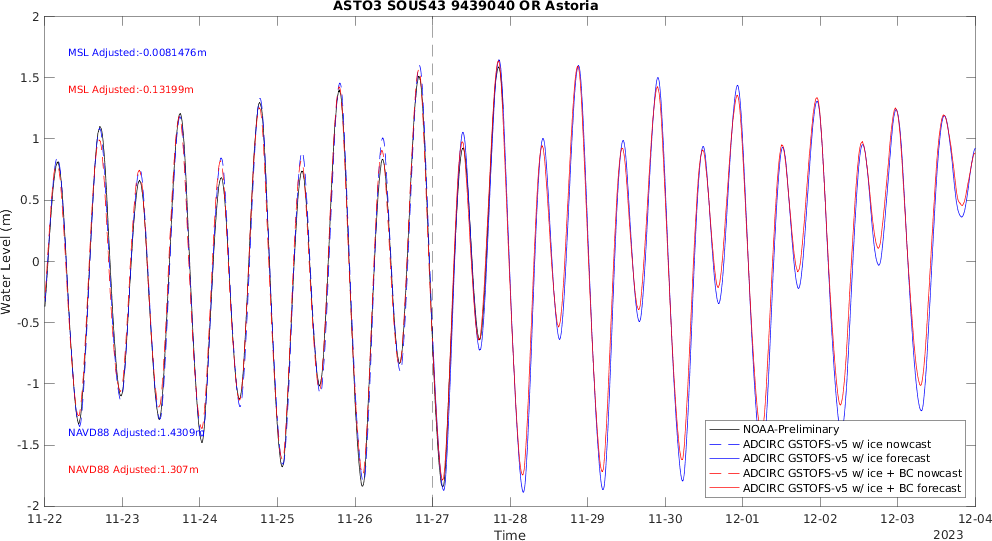 ASTO3 SOUS43 9439040 OR Astoria
2
1.5
1
0.5
0
-0.5
-1
-1.5
-2
Water Level (m)
MSL Adjusted:-0.0081476m
MSL Adjusted:-0.13199m
NAVD88 Adjusted:1.4309m
NAVD88 Adjusted:1.307m
NOAA-Preliminary
ADCIRC GSTOFS-v5 w/ ice nowcast
ADCIRC GSTOFS-v5 w/ ice forecast
ADCIRC GSTOFS-v5 w/ ice + BC nowcast
ADCIRC GSTOFS-v5 w/ ice + BC forecast
11-22 11-23 11-24 11-25 11-26 11-27 11-28 11-29 11-30 12-01 12-02 12-03 12-04
Time
2023